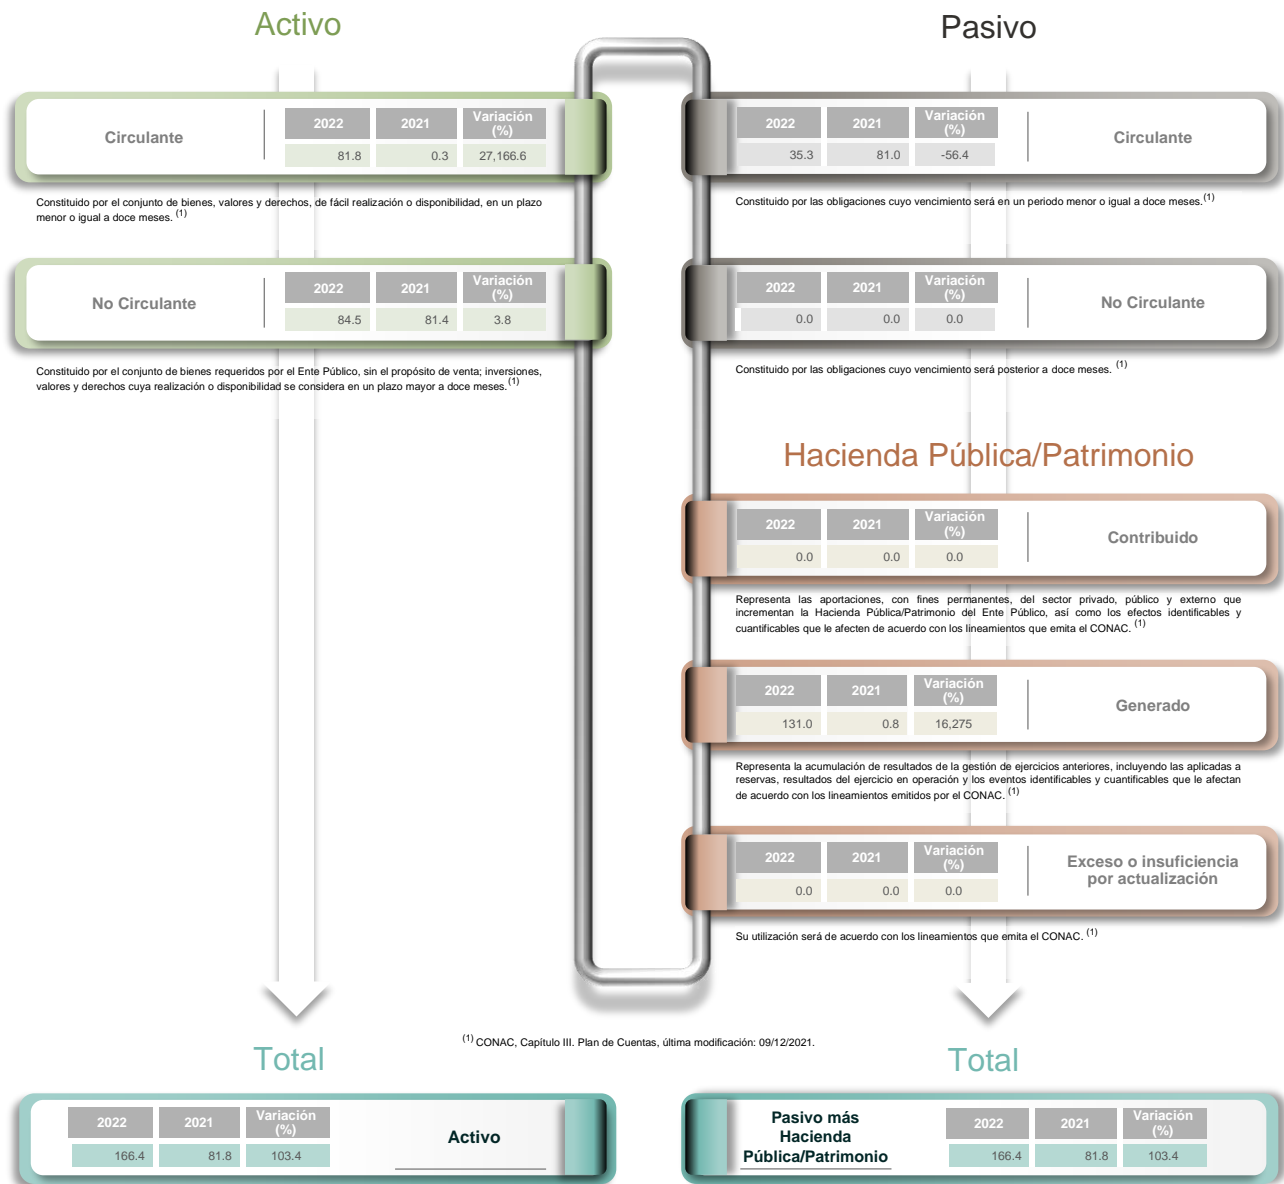 Activo
Circulante
2022 2021 Variación (%)
81.8 0.3 27,166.6
Constituido por el conjunto de bienes, valores y derechos, de fácil realización o disponibilidad, en un plazo
menor o igual a doce meses. (1)
No Circulante
2022 2021 Variación (%)
84.5 81.4 3.8
Constituido por el conjunto de bienes requeridos por el Ente Público, sin el propósito de venta; inversiones,
valores y derechos cuya realización o disponibilidad se considera en un plazo mayor a doce meses. (1)
Pasivo
2022 2021 Variación (%)
35.3 81.0 -56.4
Circulante
Constituido por las obligaciones cuyo vencimiento será en un periodo menor o igual a doce meses. (1)
2022 2021 Variación (%)
0.0 0.0 0.0
No Circulante
Constituido por las obligaciones cuyo vencimiento será posterior a doce meses. (1)
Hacienda Pública/Patrimonio
2022 2021 Variación (%)
0.0 0.0 0.0
Contribuido
Representa las aportaciones, con fines permanentes, del sector privado, público y externo que
incrementan la Hacienda Pública/Patrimonio del Ente Público, así como los efectos identificables y
cuantificables que le afecten de acuerdo con los lineamientos que emita el CONAC. (1)
2022 2021 Variación (%)
131.0 0.8 16,275
Generado
Representa la acumulación de resultados de la gestión de ejercicios anteriores, incluyendo las aplicadas a
reservas, resultados del ejercicio en operación y los eventos identificables y cuantificables que le afectan
de acuerdo con los lineamientos emitidos por el CONAC. (1)
2022 2021 Variación (%)
0.0 0.0 0.0
Exceso o insuficiencia
por actualización
Su utilización será de acuerdo con los lineamientos que emita el CONAC. (1)
(1) CONAC, Capítulo III. Plan de Cuentas, última modificación: 09/12/2021.
Total
2022 2021 Variación (%)
166.4 81.8 103.4
Activo
Total
Pasivo más
Hacienda
Pública/Patrimonio
2022 2021 Variación (%)
166.4 81.8 103.4